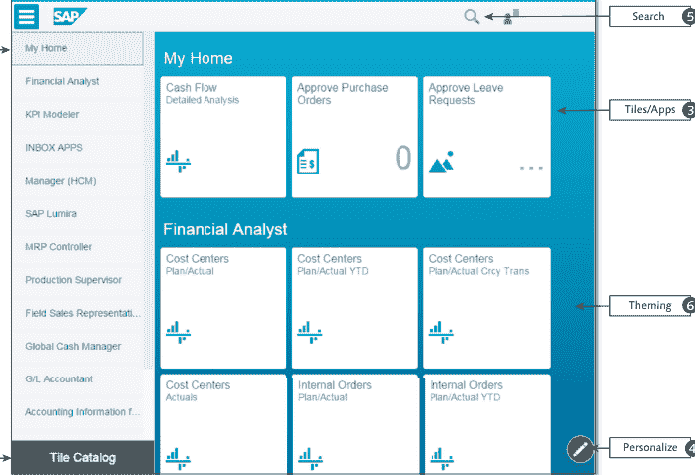 SAP
Search 5
My Home
Financial Analyst
KPI Modeler
INBOX APPS
Manager (HCM)
SAP Lumira
MRP Controller
Production Supervisor
Field Sales Representati...
Global Cash Manager
G/L Accountant
Accounting Information f...
Tile Catalog
My Home
Cash Flow
Detailed Analysis
Approve Purchase
Orders
0
Approve Leave
Requests
...
Tiles/Apps 3
Financial Analyst
Cost Centers
Plan/Actual
Cost Centers
Plan/Actual YTD
Cost Centers
Plan/Actual Crcy Trans
Theming 6
Cost Centers
Actuals
Internal Orders
Plan/Actual
Internal Orders
Plan/Actual YTD
Personalize 4